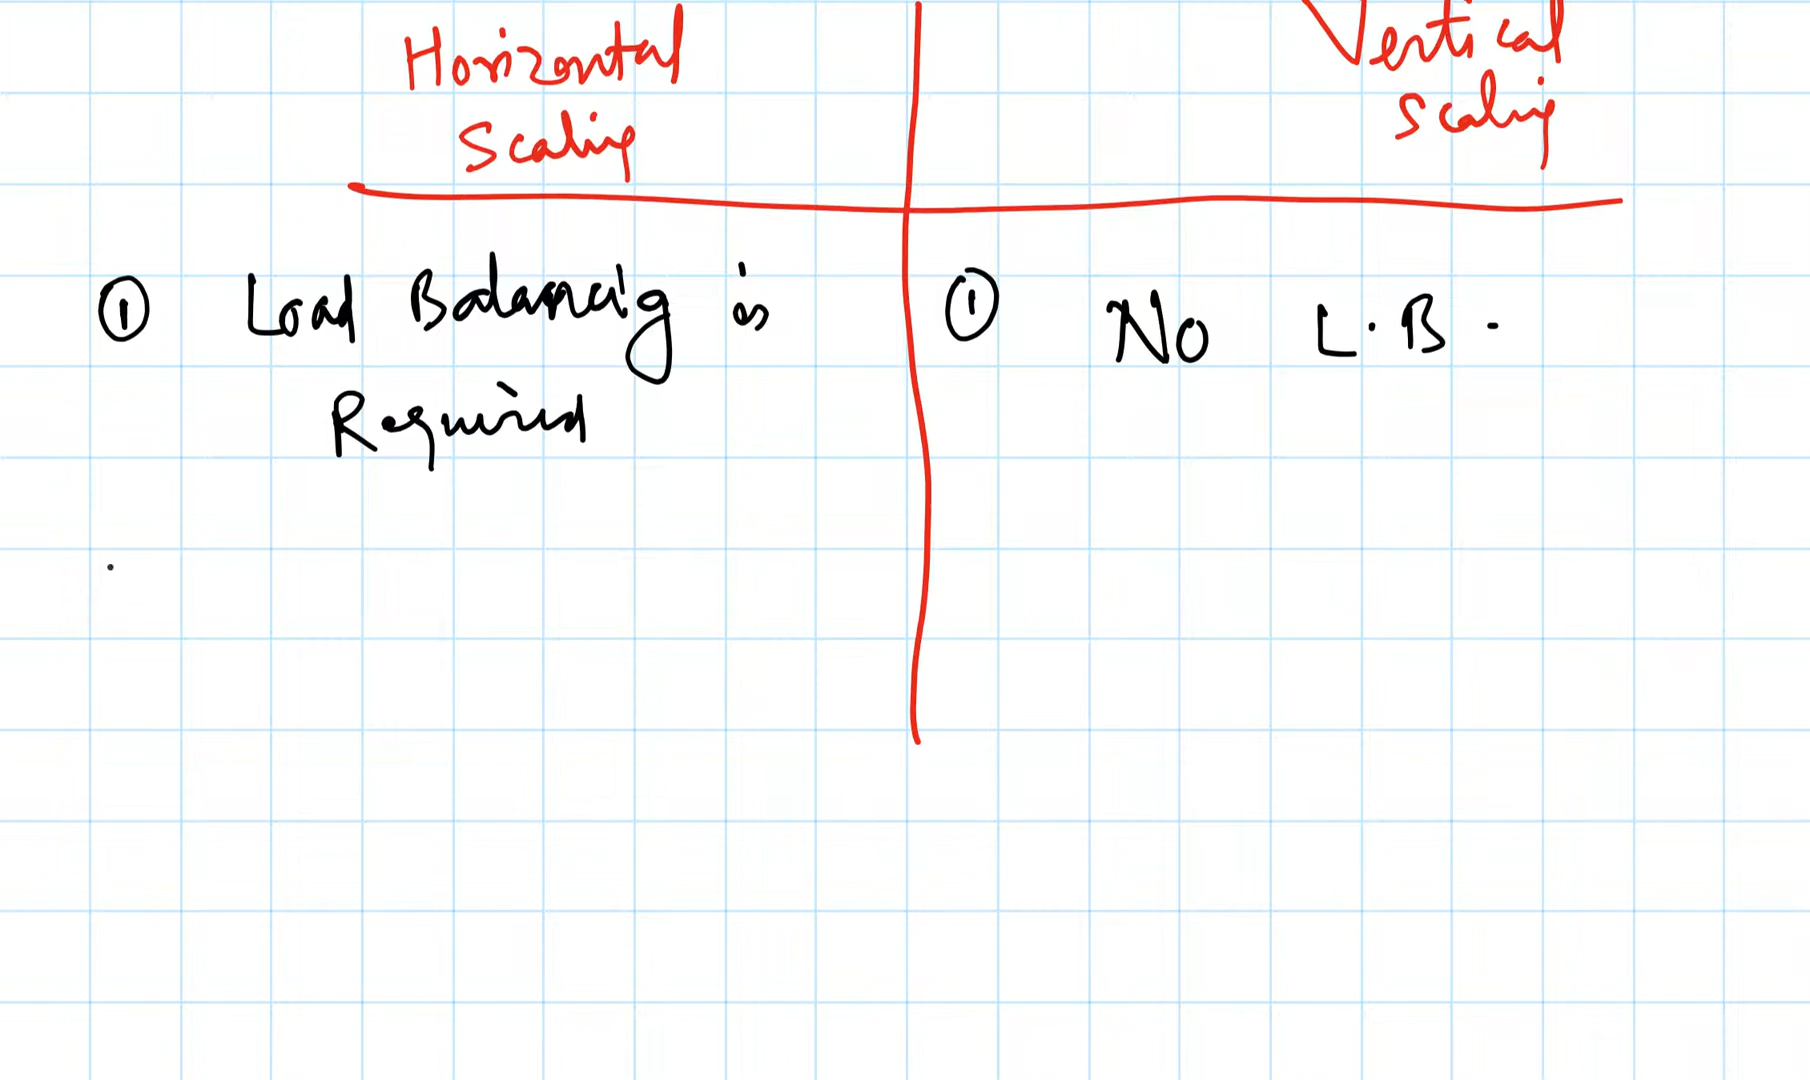 Horizontal
Scaling
Vertical
Scaling
① Load Balancing is
Required
① No L.B.